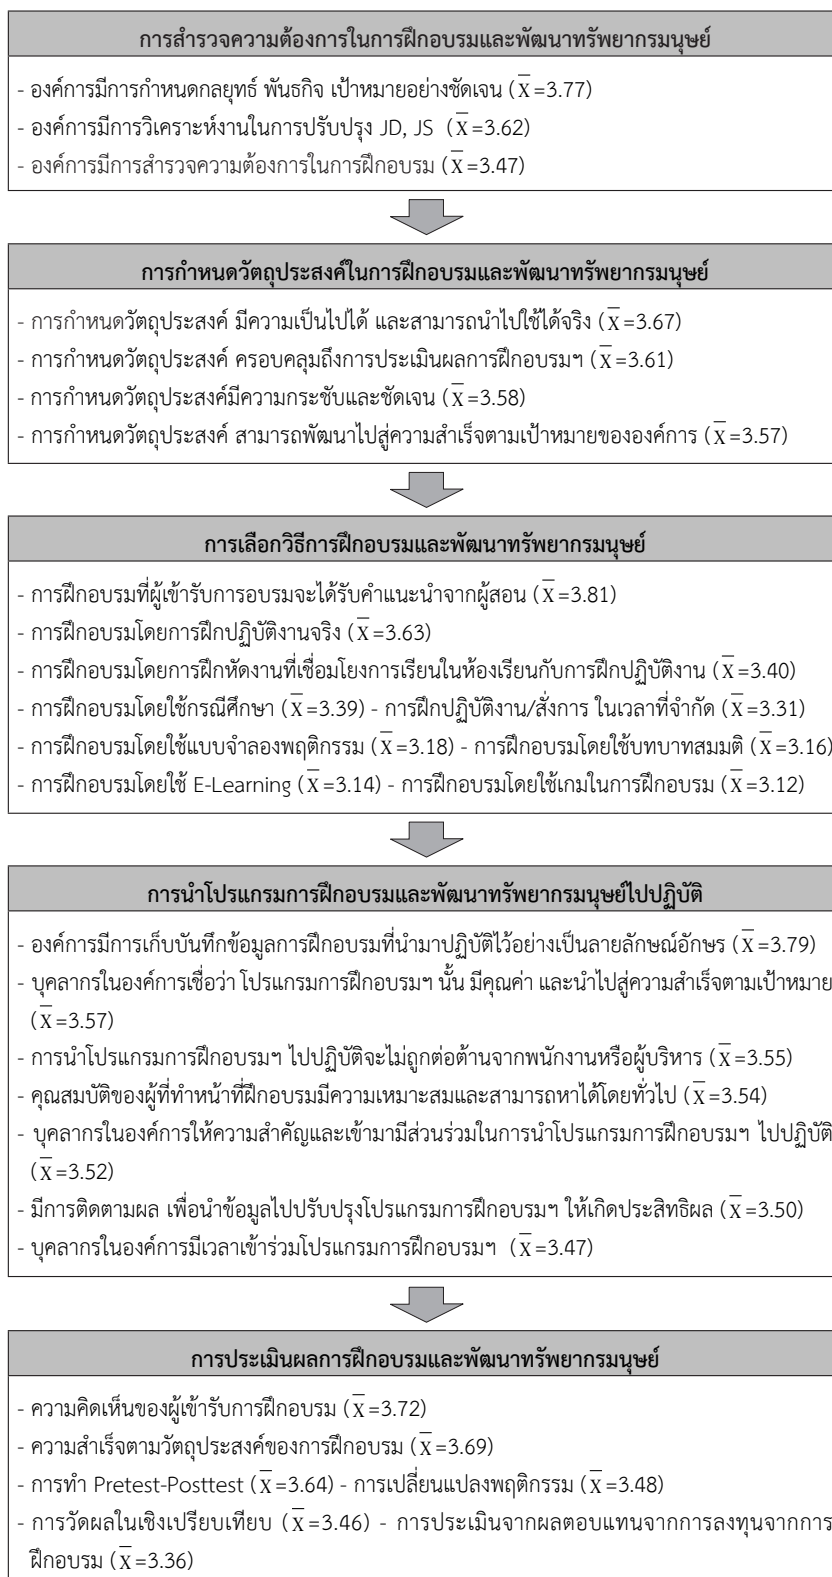 การสำรวจความต้องการในการฝึกอบรมและพัฒนาทรัพยากรมนุษย์
- องค์การมีการกำหนดกลยุทธ์ พันธกิจ เป้าหมายอย่างชัดเจน (x̄=3.77)
- องค์การมีการวิเคราะห์งานในการปรับปรุง JD, JS (x̄=3.62)
- องค์การมีการสำรวจความต้องการในการฝึกอบรม (x̄=3.47)
การกำหนดวัตถุประสงค์ในการฝึกอบรมและพัฒนาทรัพยากรมนุษย์
- การกำหนดวัตถุประสงค์ มีความเป็นไปได้ และสามารถนำไปใช้ได้จริง (x̄=3.67)
- การกำหนดวัตถุประสงค์ ครอบคลุมถึงการประเมินผลการฝึกอบรมฯ (x̄=3.61)
- การกำหนดวัตถุประสงค์มีความกระชับและชัดเจน (x̄=3.58)
- การกำหนดวัตถุประสงค์ สามารถพัฒนาไปสู่ความสำเร็จตามเป้าหมายขององค์การ (x̄=3.57)
การเลือกวิธีการฝึกอบรมและพัฒนาทรัพยากรมนุษย์
- การฝึกอบรมที่ผู้เข้ารับการอบรมจะได้รับคำแนะนำจากผู้สอน (x̄=3.81)
- การฝึกอบรมโดยการฝึกปฏิบัติงานจริง (x̄=3.63)
- การฝึกอบรมโดยการฝึกหัดงานที่เชื่อมโยงการเรียนในห้องเรียนกับการฝึกปฏิบัติงาน (x̄=3.40)
- การฝึกอบรมโดยใช้กรณีศึกษา (x̄=3.39) - การฝึกปฏิบัติงาน/สั่งการ ในเวลาที่จำกัด (x̄=3.31)
- การฝึกอบรมโดยใช้แบบจำลองพฤติกรรม (x̄=3.18) - การฝึกอบรมโดยใช้บทบาทสมมติ (x̄=3.16)
- การฝึกอบรมโดยใช้ E-Learning (x̄=3.14) - การฝึกอบรมโดยใช้เกมในการฝึกอบรม (x̄=3.12)
การนำโปรแกรมการฝึกอบรมและพัฒนาทรัพยากรมนุษย์ไปปฏิบัติ
- องค์การมีการเก็บบันทึกข้อมูลการฝึกอบรมที่นำมาปฏิบัติไว้อย่างเป็นลายลักษณ์อักษร (x̄=3.79)
- บุคลากรในองค์การเชื่อว่า โปรแกรมการฝึกอบรมฯ นั้น มีคุณค่า และนำไปสู่ความสำเร็จตามเป้าหมาย
(x̄=3.57)
- การนำโปรแกรมการฝึกอบรมฯ ไปปฏิบัติจะไม่ถูกต่อต้านจากพนักงานหรือผู้บริหาร (x̄=3.55)
- คุณสมบัติของผู้ที่ทำหน้าที่ฝึกอบรมมีความเหมาะสมและสามารถหาได้โดยทั่วไป (x̄=3.54)
- บุคลากรในองค์การให้ความสำคัญและเข้ามามีส่วนร่วมในการนำโปรแกรมการฝึกอบรมฯ ไปปฏิบัติ
(x̄=3.52)
- มีการติดตามผล เพื่อนำข้อมูลไปปรับปรุงโปรแกรมการฝึกอบรมฯ ให้เกิดประสิทธิผล (x̄=3.50)
- บุคลากรในองค์การมีเวลาเข้าร่วมโปรแกรมการฝึกอบรมฯ (x̄=3.47)
การประเมินผลการฝึกอบรมและพัฒนาทรัพยากรมนุษย์
- ความคิดเห็นของผู้เข้ารับการฝึกอบรม (x̄=3.72)
- ความสำเร็จตามวัตถุประสงค์ของการฝึกอบรม (x̄=3.69)
- การทำ Pretest-Posttest (x̄=3.64) - การเปลี่ยนแปลงพฤติกรรม (x̄=3.48)
- การวัดผลในเชิงเปรียบเทียบ (x̄=3.46) - การประเมินจากผลตอบแทนจากการลงทุนจากการ
ฝึกอบรม (x̄=3.36)